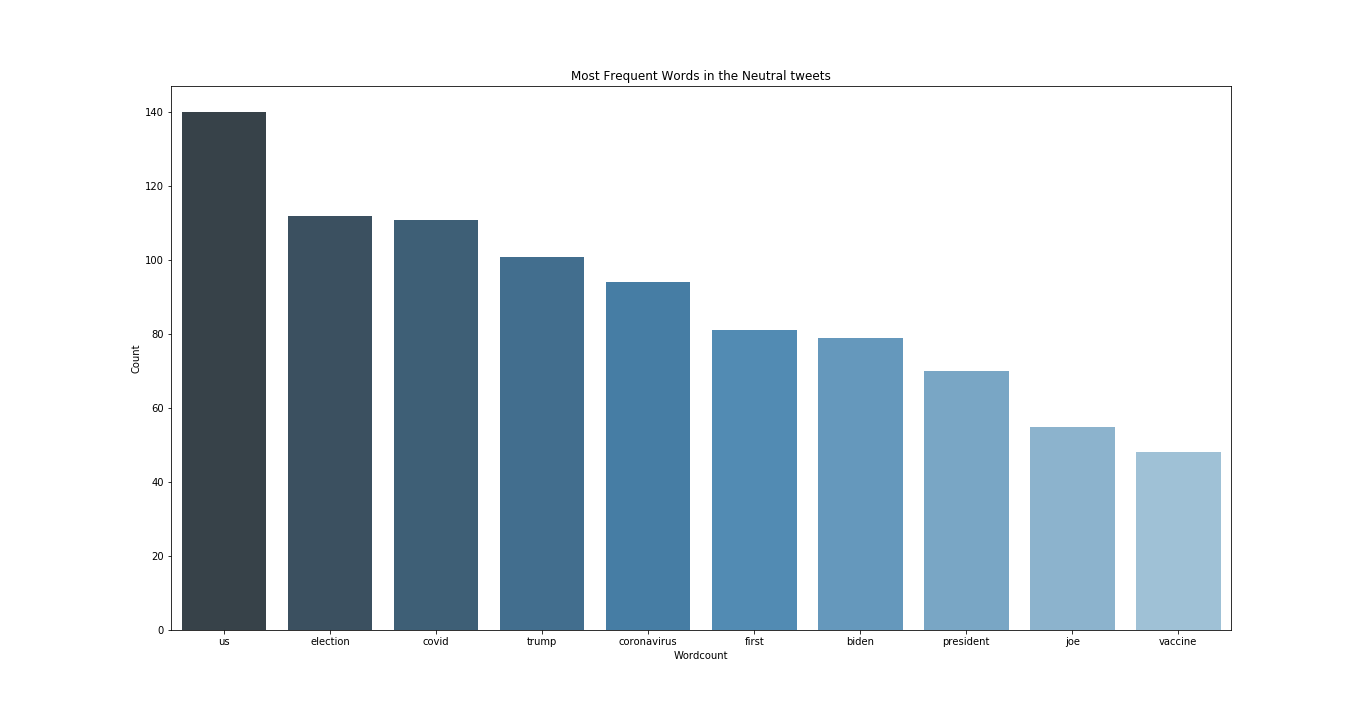 Most Frequent Words in the Neutral tweets
140
120
100
80
60
40
20
0
Count
us election covid trump coronavirus first biden president joe vaccine
Wordcount